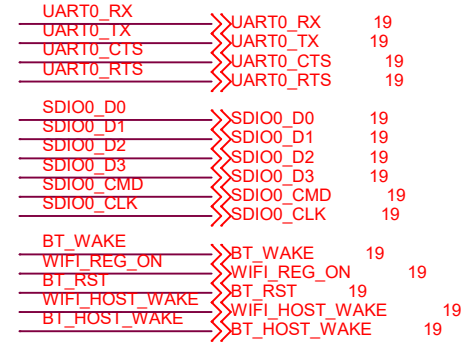 UART0_RX UART0_RX 19
UART0_TX UART0_TX 19
UART0_CTS UART0_CTS 19
UART0_RTS UART0_RTS 19
SDIO0_D0 SDIO0_D0 19
SDIO0_D1 SDIO0_D1 19
SDIO0_D2 SDIO0_D2 19
SDIO0_D3 SDIO0_D3 19
SDIO0_CMD SDIO0_CMD 19
SDIO0_CLK SDIO0_CLK 19
BT_WAKE BT_WAKE 19
WIFI_REG_ON WIFI_REG_ON 19
BT_RST BT_RST 19
WIFI_HOST_WAKE WIFI_HOST_WAKE 19
BT_HOST_WAKE BT_HOST_WAKE 19